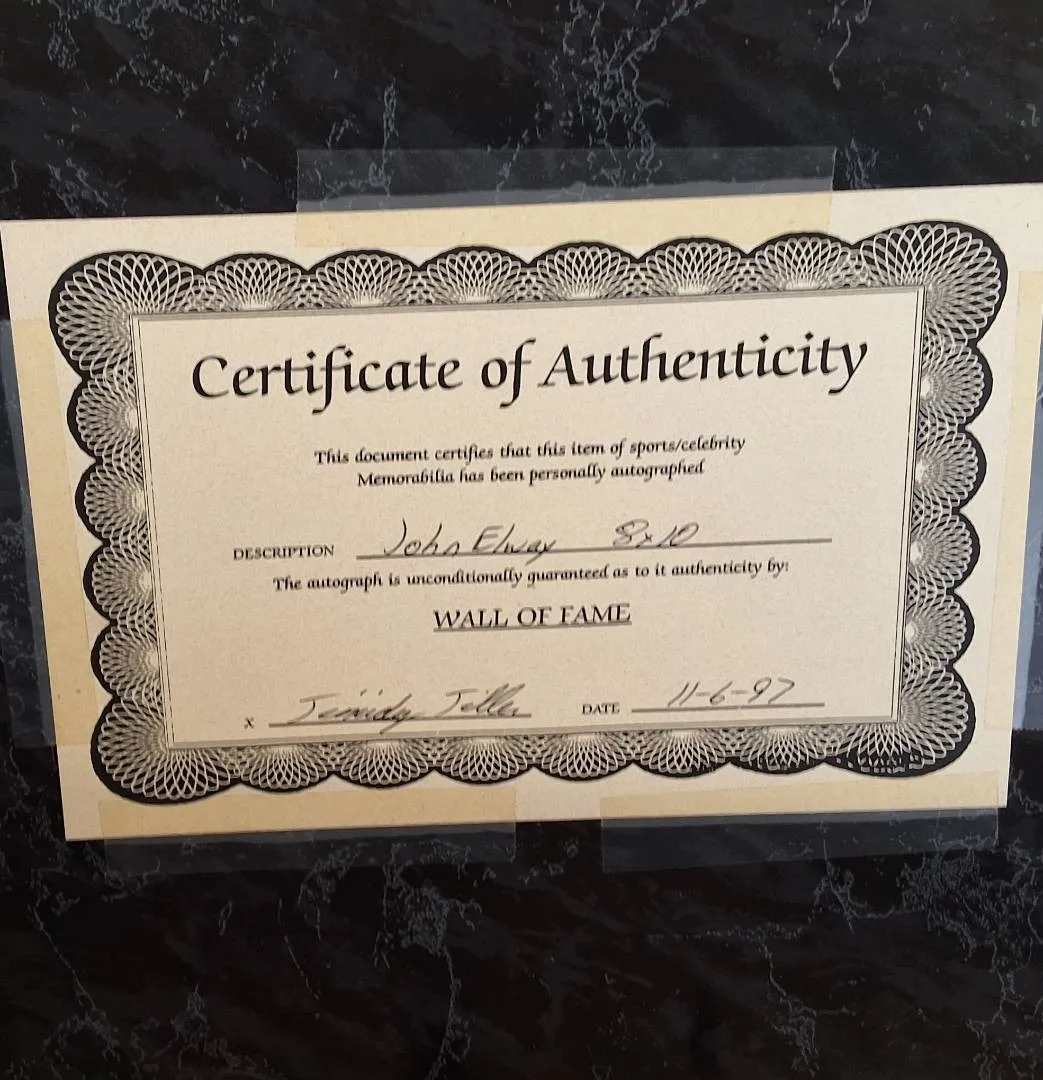 Certificate of Authenticity
This document certifies that this item of sports/celebrity
Memorabilia has been personally autographed
DESCRIPTION John Elway 8x10
The autograph is unconditionally guaranteed as to it authenticity by:
WALL OF FAME
X DATE 11-6-97